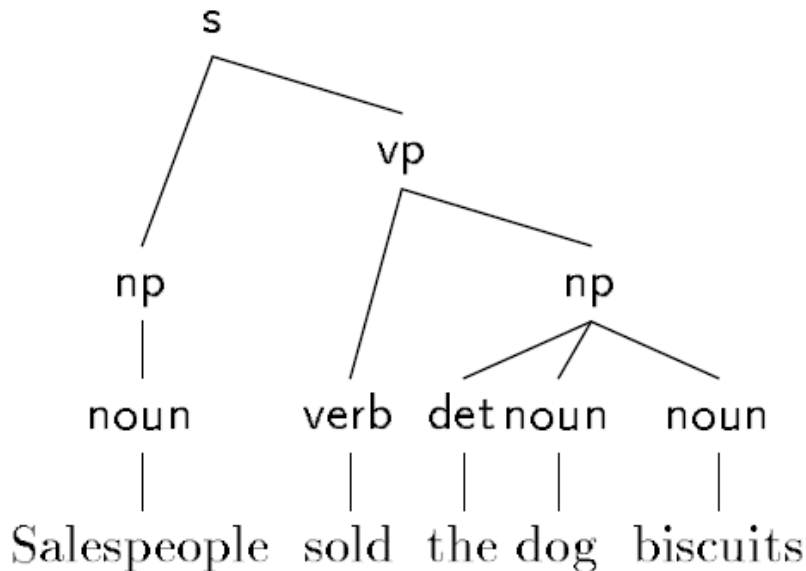 s
vp
np np
noun verb det noun noun
Salespeople sold the dog biscuits